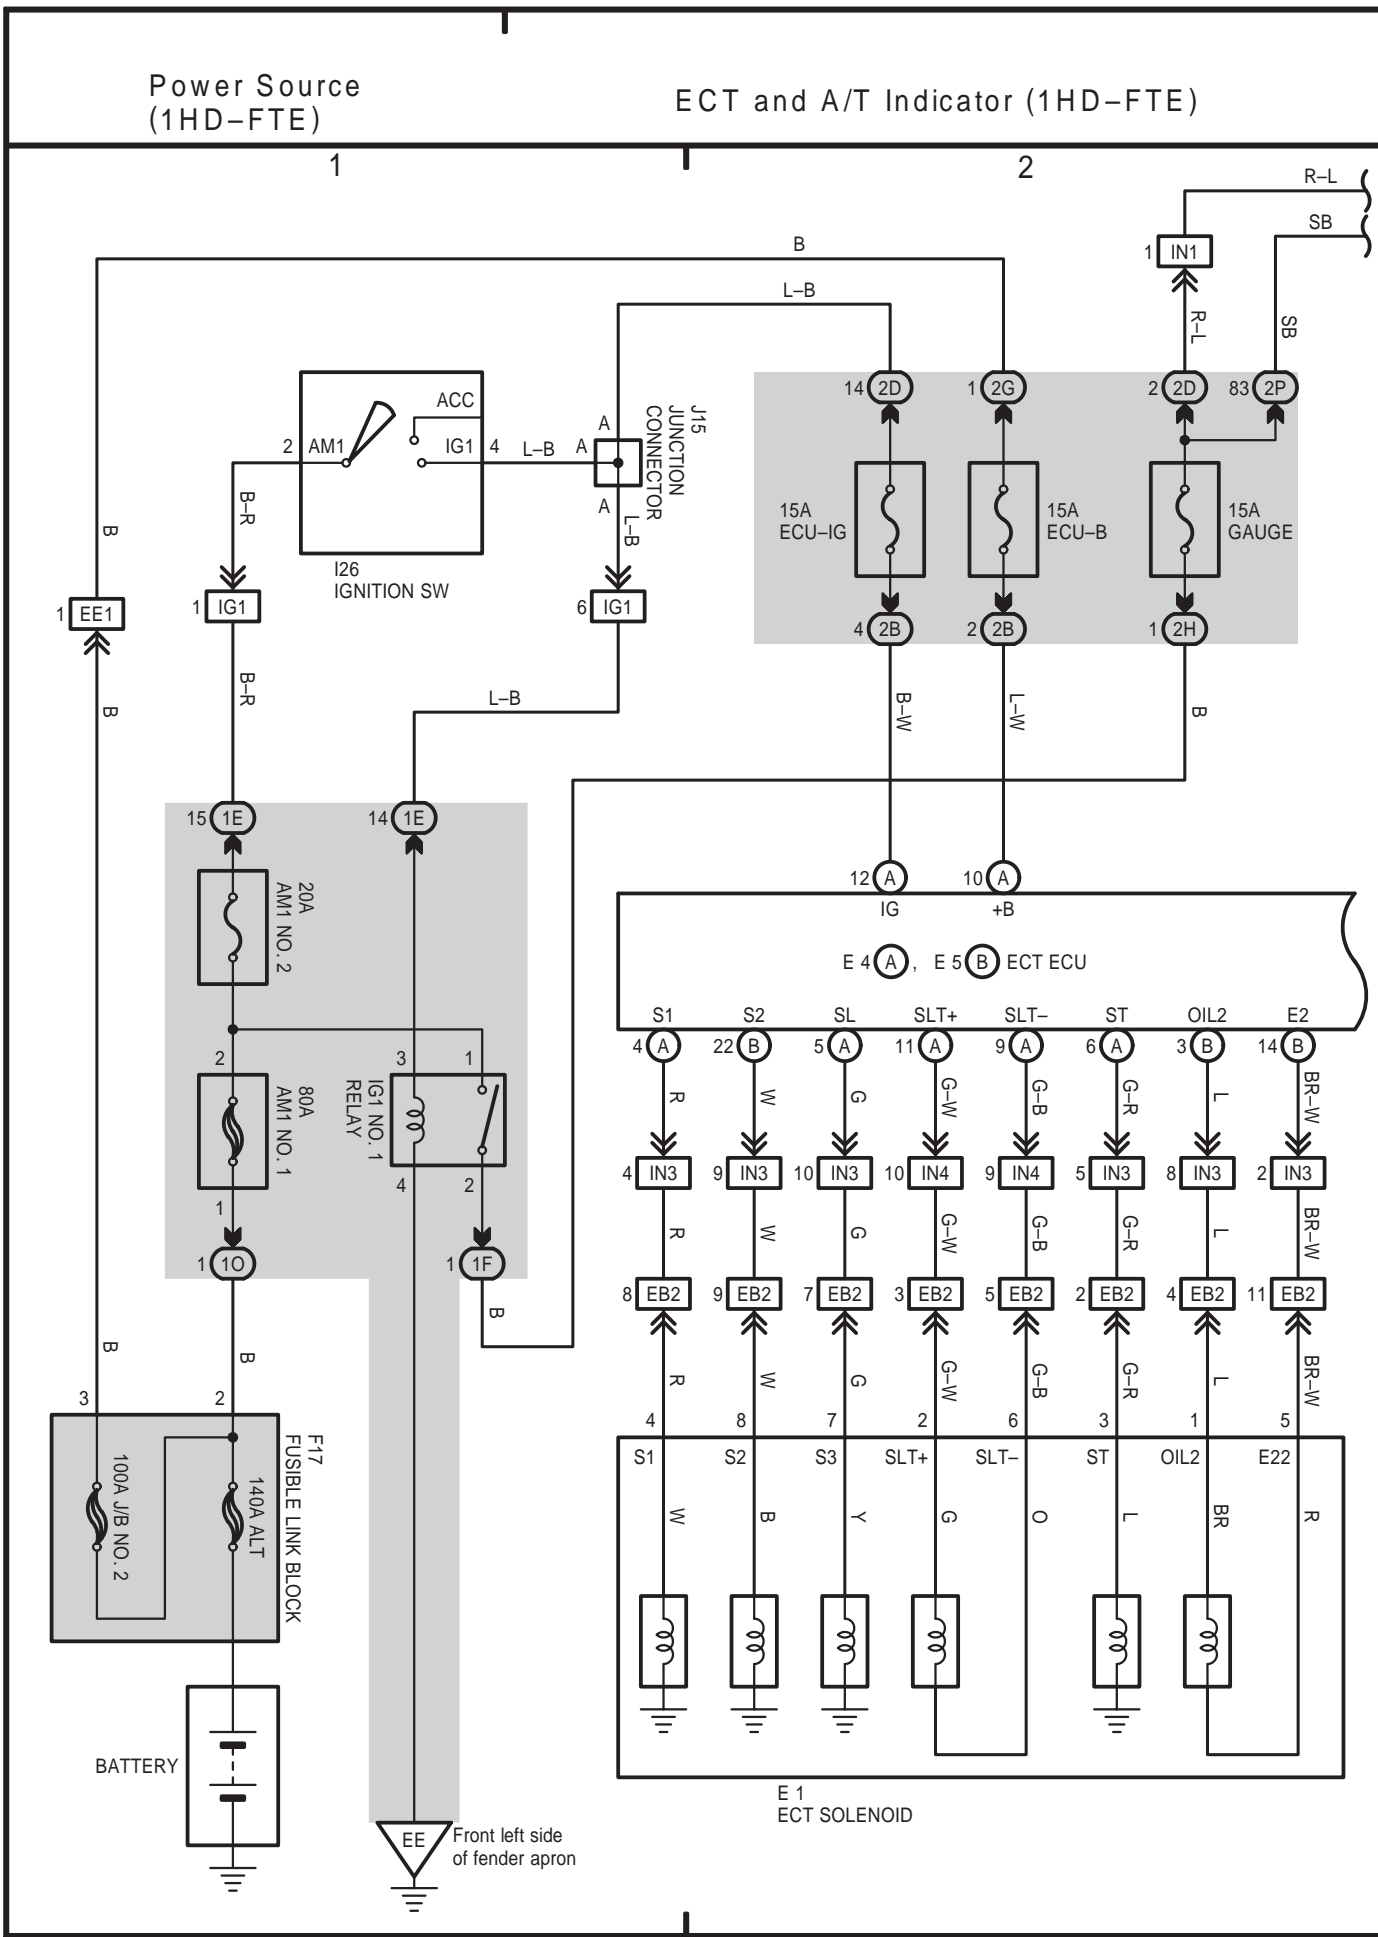 Power Source
(1HD–FTE)
ECT and A/T Indicator (1HD–FTE)
1
2
R–L
SB
1 IN1
B
L–B
R–L
SB
14 2D
1 2G
2 2D
83 2P
ACC
2 AM1
IG1 4
L–B
A
A
A
J15
JUNCTION
CONNECTOR
B–R
L–B
B
15A
ECU–IG
15A
ECU–B
15A
GAUGE
I26
IGNITION SW
1 EE1
1 IG1
6 IG1
4 2B
2 2B
1 2H
B–R
B
L–B
B–W
L–W
B
15 1E
14 1E
20A
AM1 NO. 2
12 A
10 A
IG
+B
E 4 A , E 5 B ECT ECU
S1
S2
SL
SLT+
SLT–
ST
OIL2
E2
4 A
22 B
5 A
11 A
9 A
6 A
3 B
14 B
2
3
1
80A
AM1 NO. 1
IG1 NO. 1
RELAY
1
4
2
R
W
G
G–W
G–B
G–R
L
BR–W
4 IN3
9 IN3
10 IN3
10 IN4
9 IN4
5 IN3
8 IN3
2 IN3
R
W
G
G–W
G–B
G–R
L
BR–W
1 1O
1 1F
B
8 EB2
9 EB2
7 EB2
3 EB2
5 EB2
2 EB2
4 EB2
11 EB2
B
B
R
W
G
G–W
G–B
G–R
L
BR–W
3
2
4
8
7
2
6
3
1
5
F17
FUSIBLE LINK BLOCK
100A J/B NO. 2
140A ALT
S1
S2
S3
SLT+
SLT–
ST
OIL2
E22
W
B
Y
G
O
L
BR
R
BATTERY
E 1
ECT SOLENOID
EE
Front left side
of fender apron